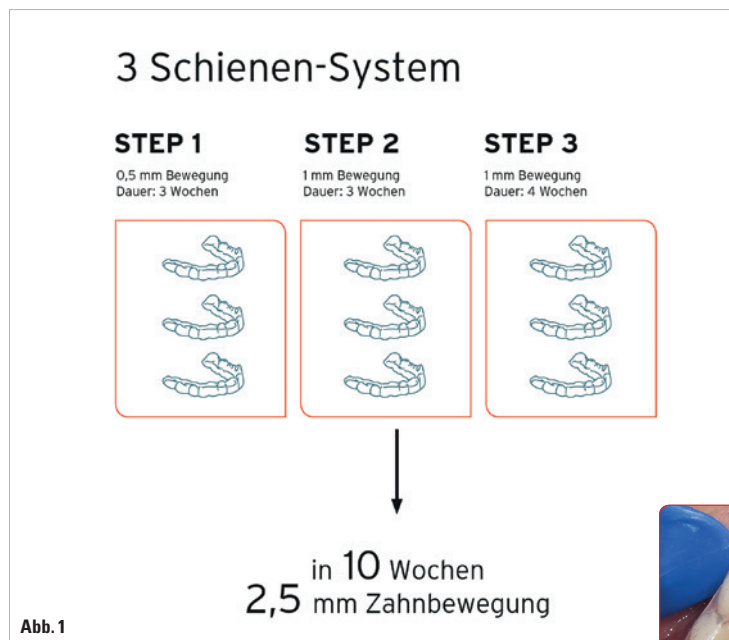 3 Schienen-System
STEP 1
0,5 mm Bewegung
Dauer: 3 Wochen
STEP 2
1 mm Bewegung
Dauer: 3 Wochen
STEP 3
1 mm Bewegung
Dauer: 4 Wochen
in 10 Wochen
2,5 mm Zahnbewegung
Abb. 1